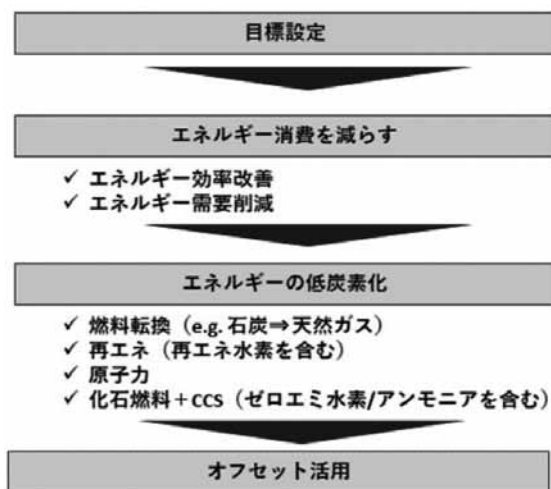 目標設定
エネルギー消費を減らす
✓ エネルギー効率改善
✓ エネルギー需要削減
エネルギーの低炭素化
✓ 燃料転換（e.g. 石炭⇒天然ガス）
✓ 再エネ（再エネ水素を含む）
✓ 原子力
✓ 化石燃料＋CCS（ゼロエミ水素/アンモニアを含む）
オフセット活用